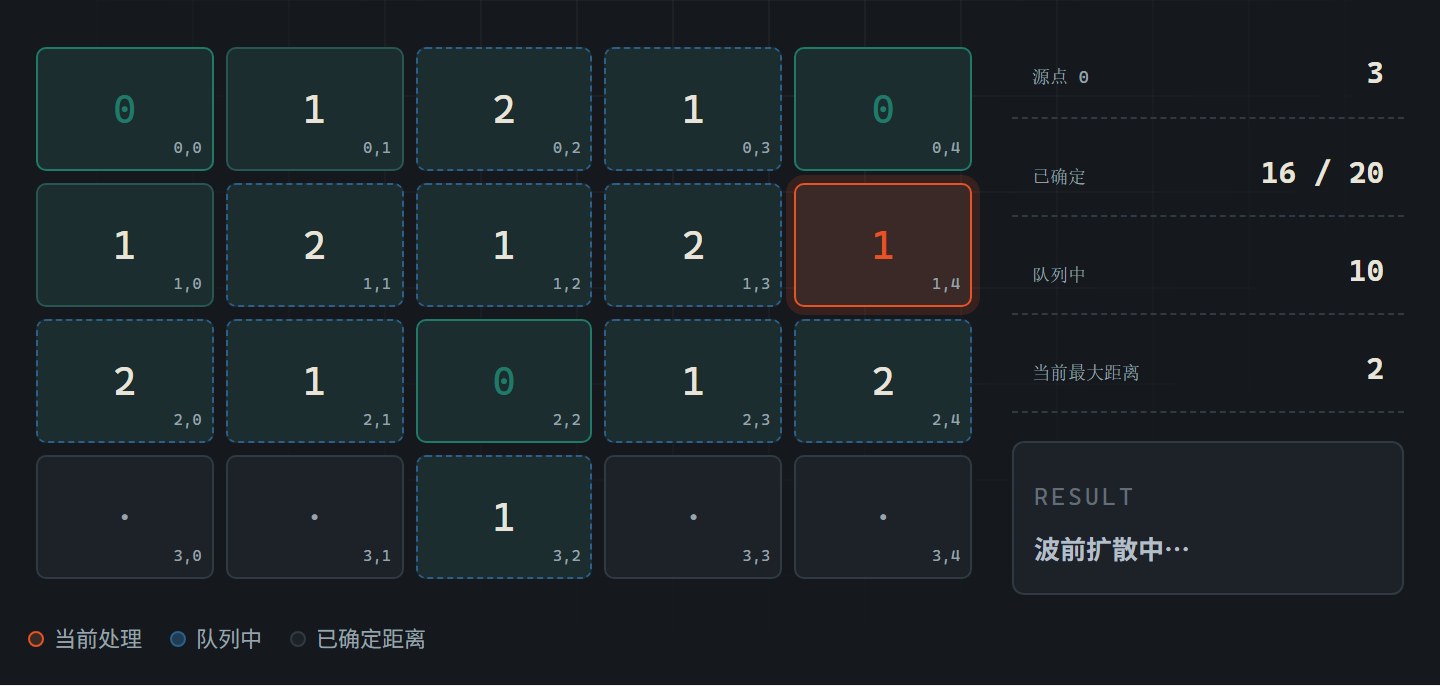 0 1 2 1 0
0,0 0,1 0,2 0,3 0,4
1 2 1 2 1
1,0 1,1 1,2 1,3 1,4
2 1 0 1 2
2,0 2,1 2,2 2,3 2,4
· · 1 · ·
3,0 3,1 3,2 3,3 3,4
源点 0 3
已确定 16 / 20
队列中 10
当前最大距离 2
RESULT
波前扩散中…
当前处理 队列中 已确定距离